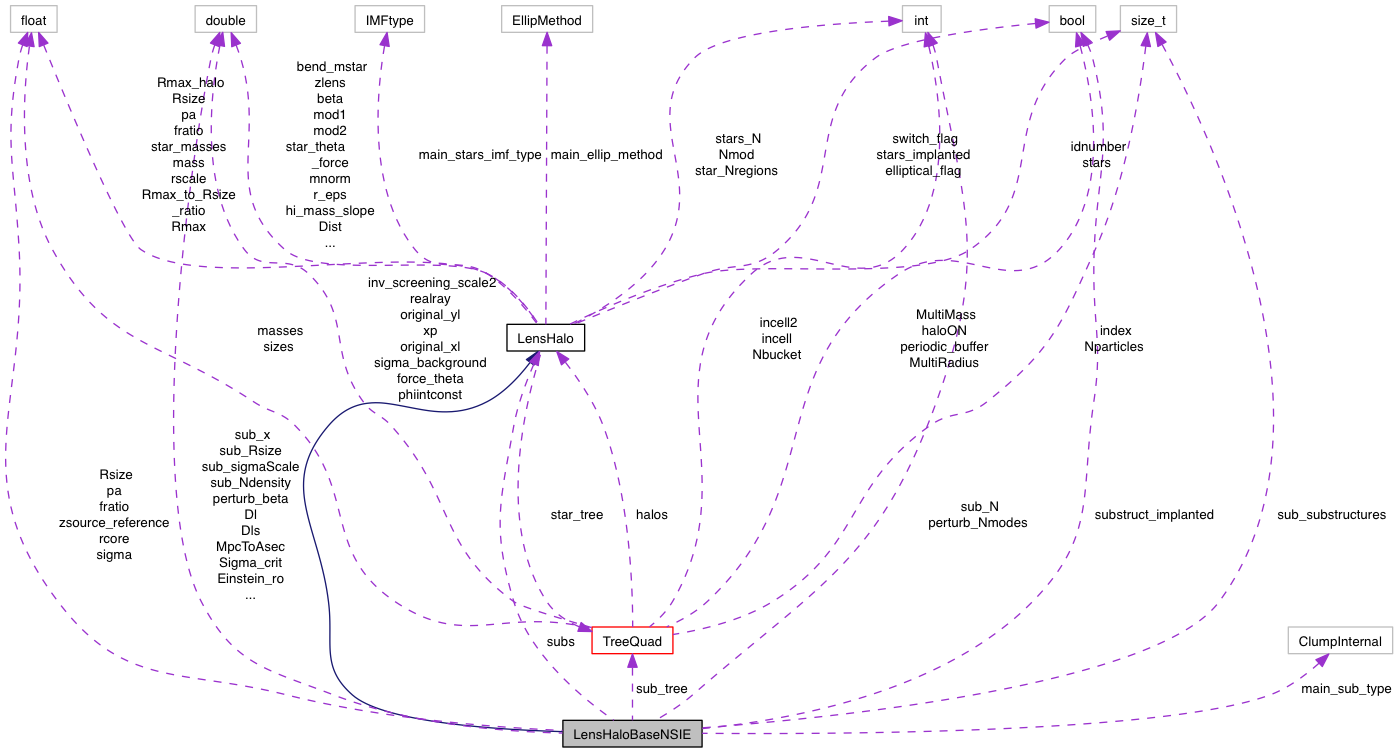 float
double
IMFtype
EllipMethod
int
bool
size_t
Rmax_halo
Rsize
pa
fratio
star_masses
mass
rscale
Rmax_to_Rsize
_ratio
Rmax
bend_mstar
zlens
beta
mod1
mod2
star_theta
_force
mnorm
r_eps
hi_mass_slope
Dist
...
main_stars_imf_type
main_ellip_method
stars_N
Nmod
star_Nregions
switch_flag
stars_implanted
elliptical_flag
idnumber
stars
masses
sizes
inv_screening_scale2
realray
original_yl
xp
original_xl
sigma_background
force_theta
phiintconst
LensHalo
incell2
incell
Nbucket
MultiMass
haloON
periodic_buffer
MultiRadius
index
Nparticles
Rsize
pa
fratio
zsource_reference
rcore
sigma
sub_x
sub_Rsize
sub_sigmaScale
sub_Ndensity
perturb_beta
Dl
Dls
MpcToAsec
Sigma_crit
Einstein_ro
...
star_tree
halos
sub_N
perturb_Nmodes
substruct_implanted
sub_substructures
subs
TreeQuad
ClumpInternal
sub_tree
main_sub_type
LensHaloBaseNSIE